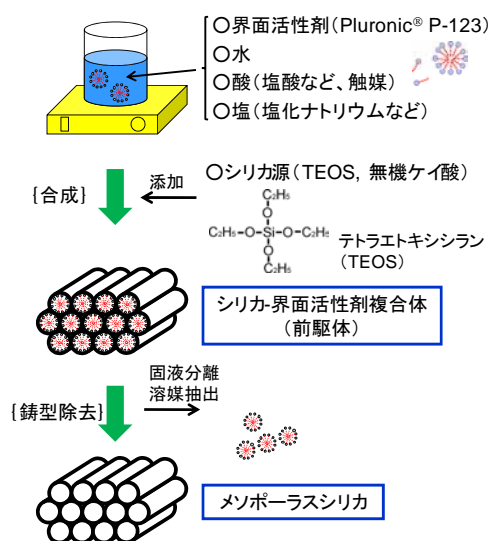 ○界面活性剤(Pluronic® P-123)
○水
○酸(塩酸など、触媒)
○塩(塩化ナトリウムなど)
{合成}
添加
○シリカ源(TEOS, 無機ケイ酸)
C₂H₅
O
C₂H₅-O-Si-O-C₂H₅
O
C₂H₅
テトラエトキシシラン
(TEOS)
シリカ-界面活性剤複合体
(前駆体)
{鋳型除去}
固液分離
溶媒抽出
メソポーラスシリカ